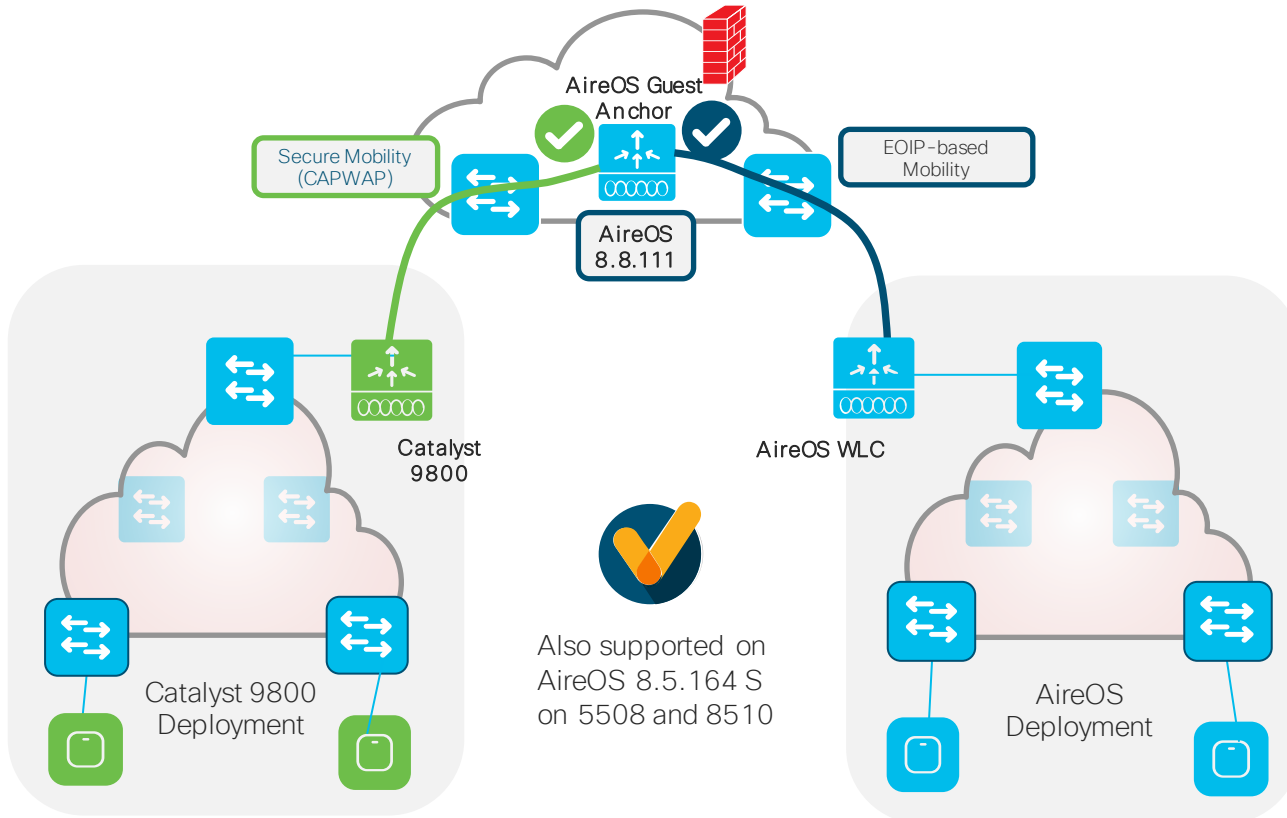 AireOS Guest
Anchor
Secure Mobility
(CAPWAP)
EOIP-based
Mobility
AireOS
8.8.111
Catalyst
9800
AireOS WLC
Also supported on
AireOS 8.5.164 S
on 5508 and 8510
Catalyst 9800
Deployment
AireOS
Deployment